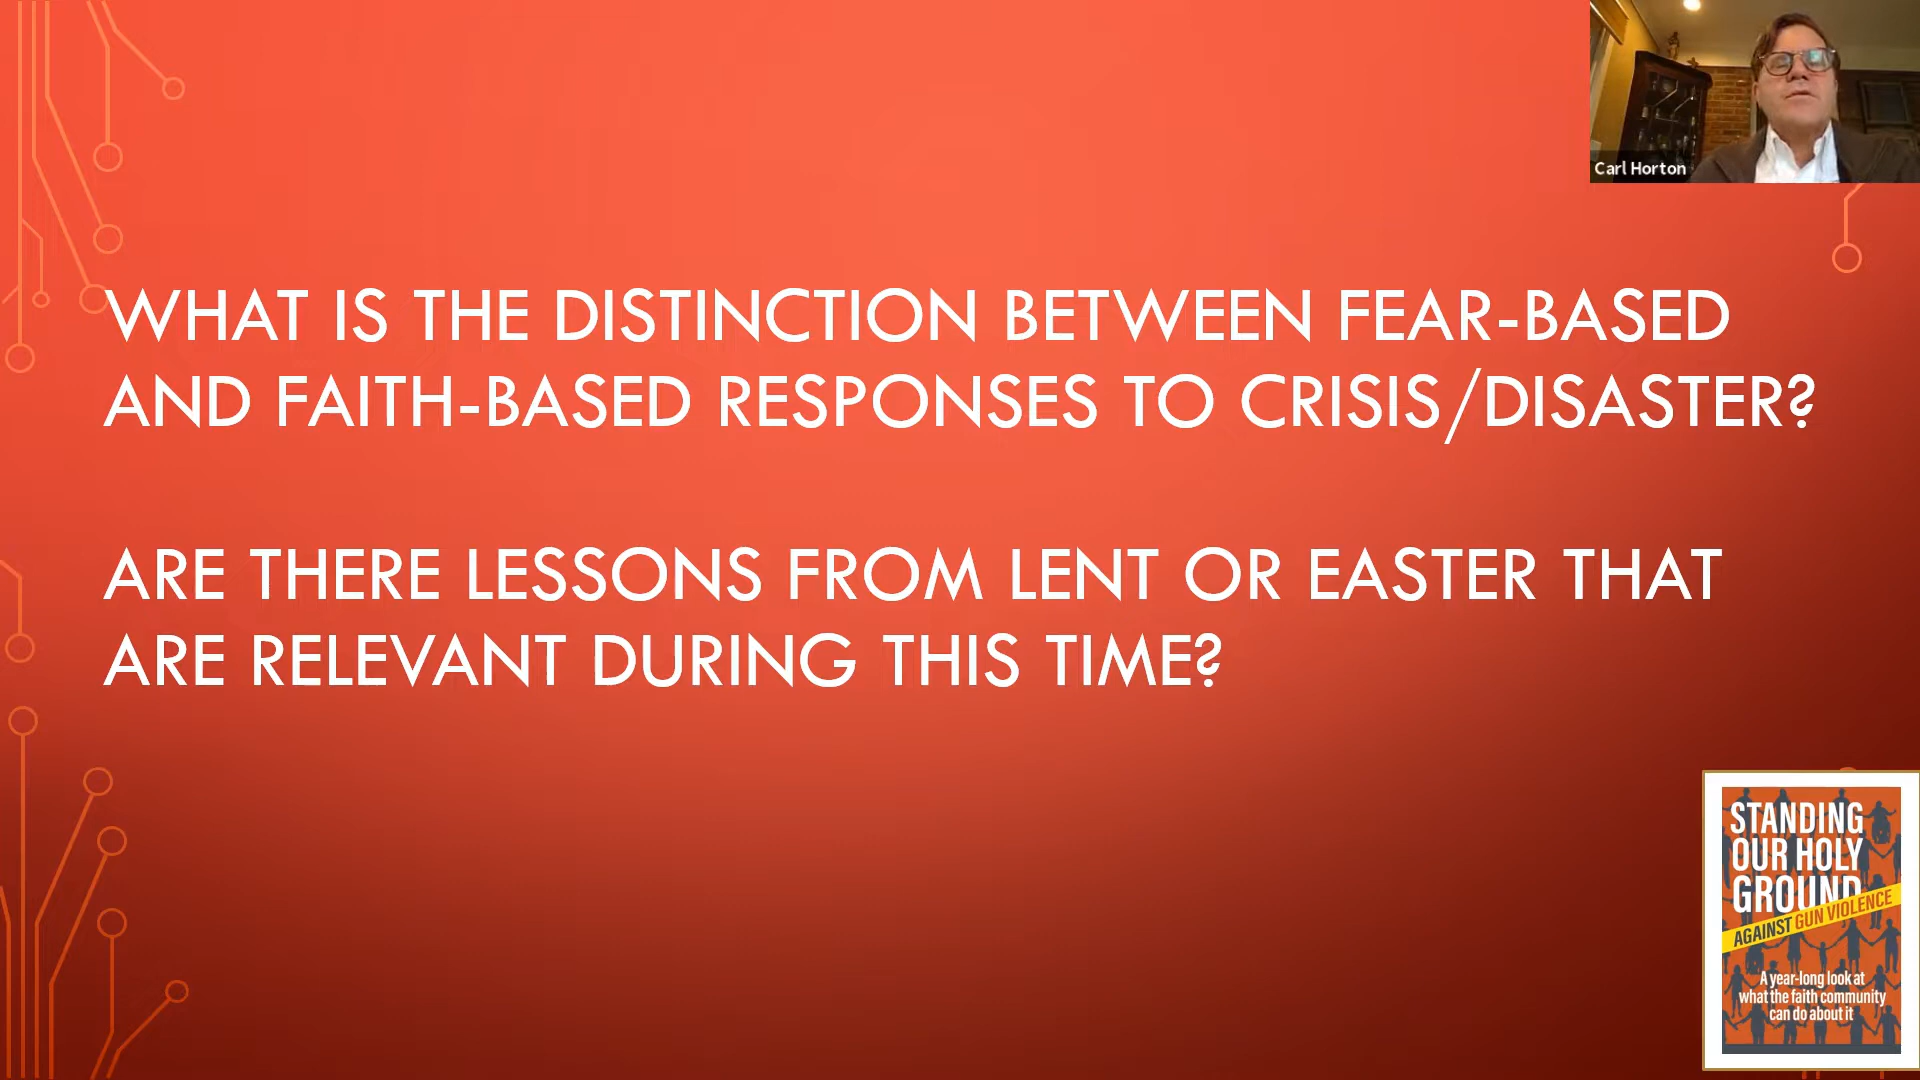 Carl Horton
WHAT IS THE DISTINCTION BETWEEN FEAR-BASED
AND FAITH-BASED RESPONSES TO CRISIS/DISASTER?
ARE THERE LESSONS FROM LENT OR EASTER THAT
ARE RELEVANT DURING THIS TIME?
STANDING
OUR HOLY
GROUND
AGAINST GUN VIOLENCE
A year-long look at
what the faith community
can do about it